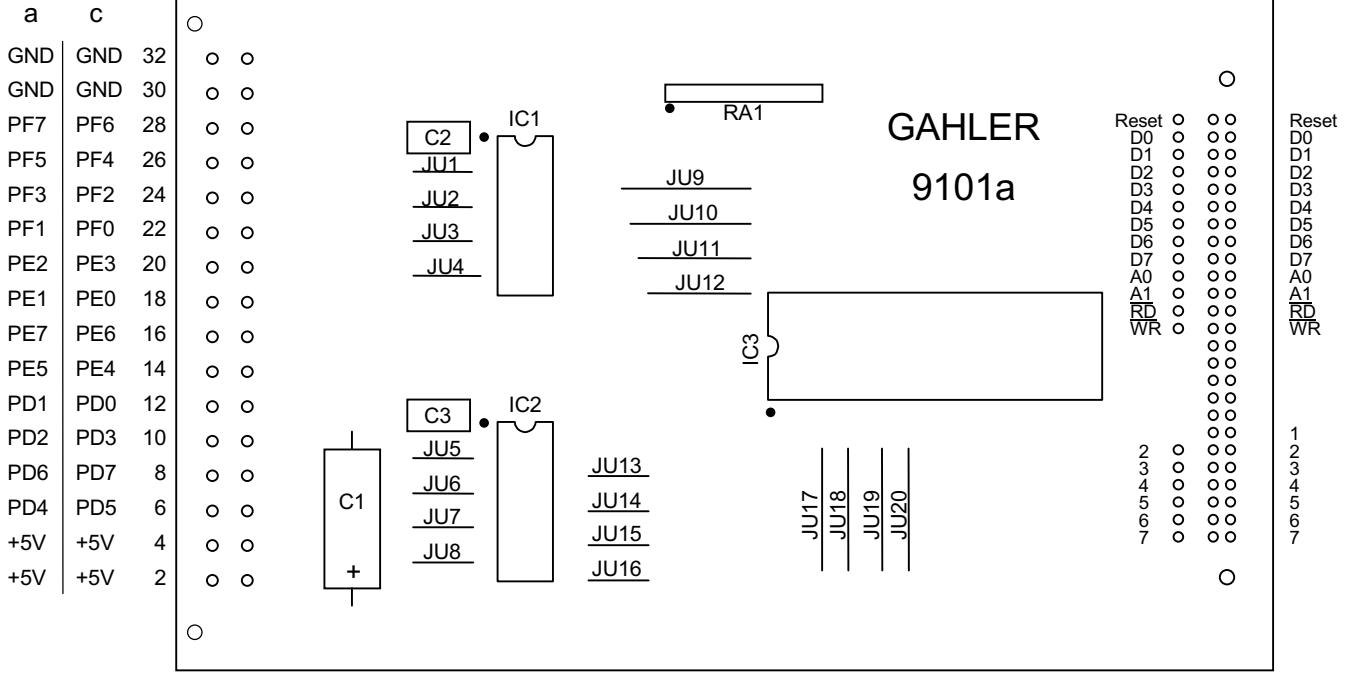 a c
GND GND 32
GND GND 30
PF7 PF6 28
PF5 PF4 26
PF3 PF2 24
PF1 PF0 22
PE2 PE3 20
PE1 PE0 18
PE7 PE6 16
PE5 PE4 14
PD1 PD0 12
PD2 PD3 10
PD6 PD7 8
PD4 PD5 6
+5V +5V 4
+5V +5V 2
C2
IC1
JU1
JU2
JU3
JU4
C3
IC2
JU5
JU6
JU7
JU8
C1
+
RA1
JU9
JU10
JU11
JU12
JU13
JU14
JU15
JU16
GAHLER
9101a
IC3
JU17
JU18
JU19
JU20
Reset
D0
D1
D2
D3
D4
D5
D6
D7
A0
A1
RD
WR
2
3
4
5
6
7
Reset
D0
D1
D2
D3
D4
D5
D6
D7
A0
A1
RD
WR
1
2
3
4
5
6
7